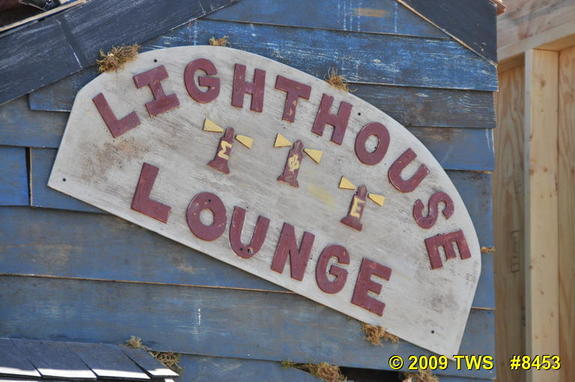 LIGHTHOUSE
Σ Φ E
LOUNGE
© 2009 TWS #8453